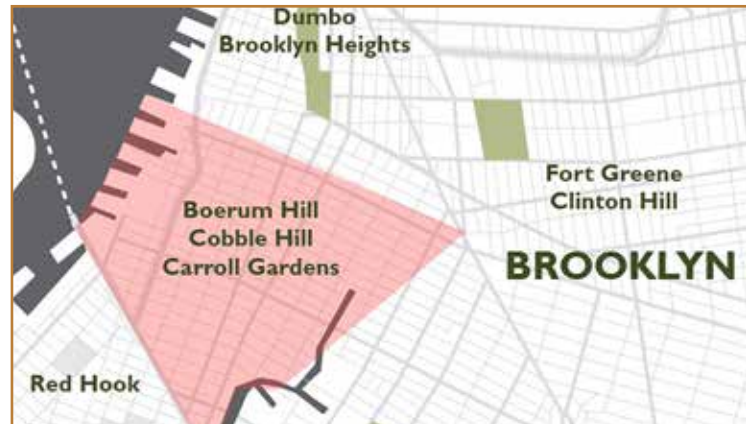 Dumbo
Brooklyn Heights
Fort Greene
Clinton Hill
Boerum Hill
Cobble Hill
Carroll Gardens
BROOKLYN
Red Hook